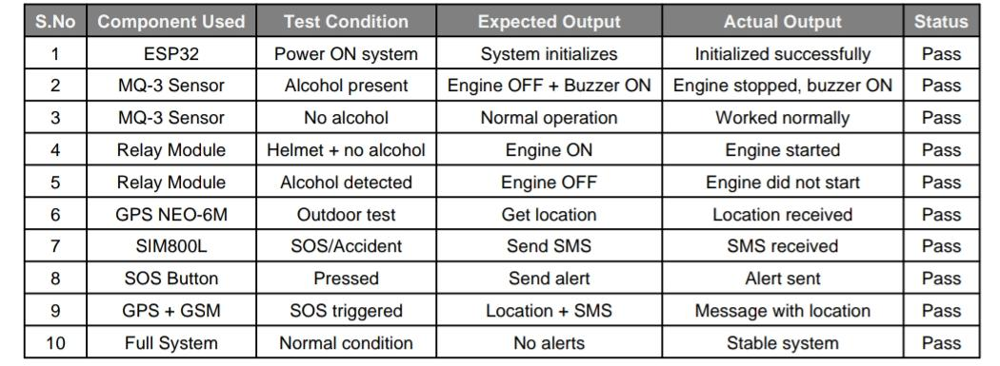 S.No Component Used Test Condition Expected Output Actual Output Status
1 ESP32 Power ON system System initializes Initialized successfully Pass
2 MQ-3 Sensor Alcohol present Engine OFF + Buzzer ON Engine stopped, buzzer ON Pass
3 MQ-3 Sensor No alcohol Normal operation Worked normally Pass
4 Relay Module Helmet + no alcohol Engine ON Engine started Pass
5 Relay Module Alcohol detected Engine OFF Engine did not start Pass
6 GPS NEO-6M Outdoor test Get location Location received Pass
7 SIM800L SOS/Accident Send SMS SMS received Pass
8 SOS Button Pressed Send alert Alert sent Pass
9 GPS + GSM SOS triggered Location + SMS Message with location Pass
10 Full System Normal condition No alerts Stable system Pass